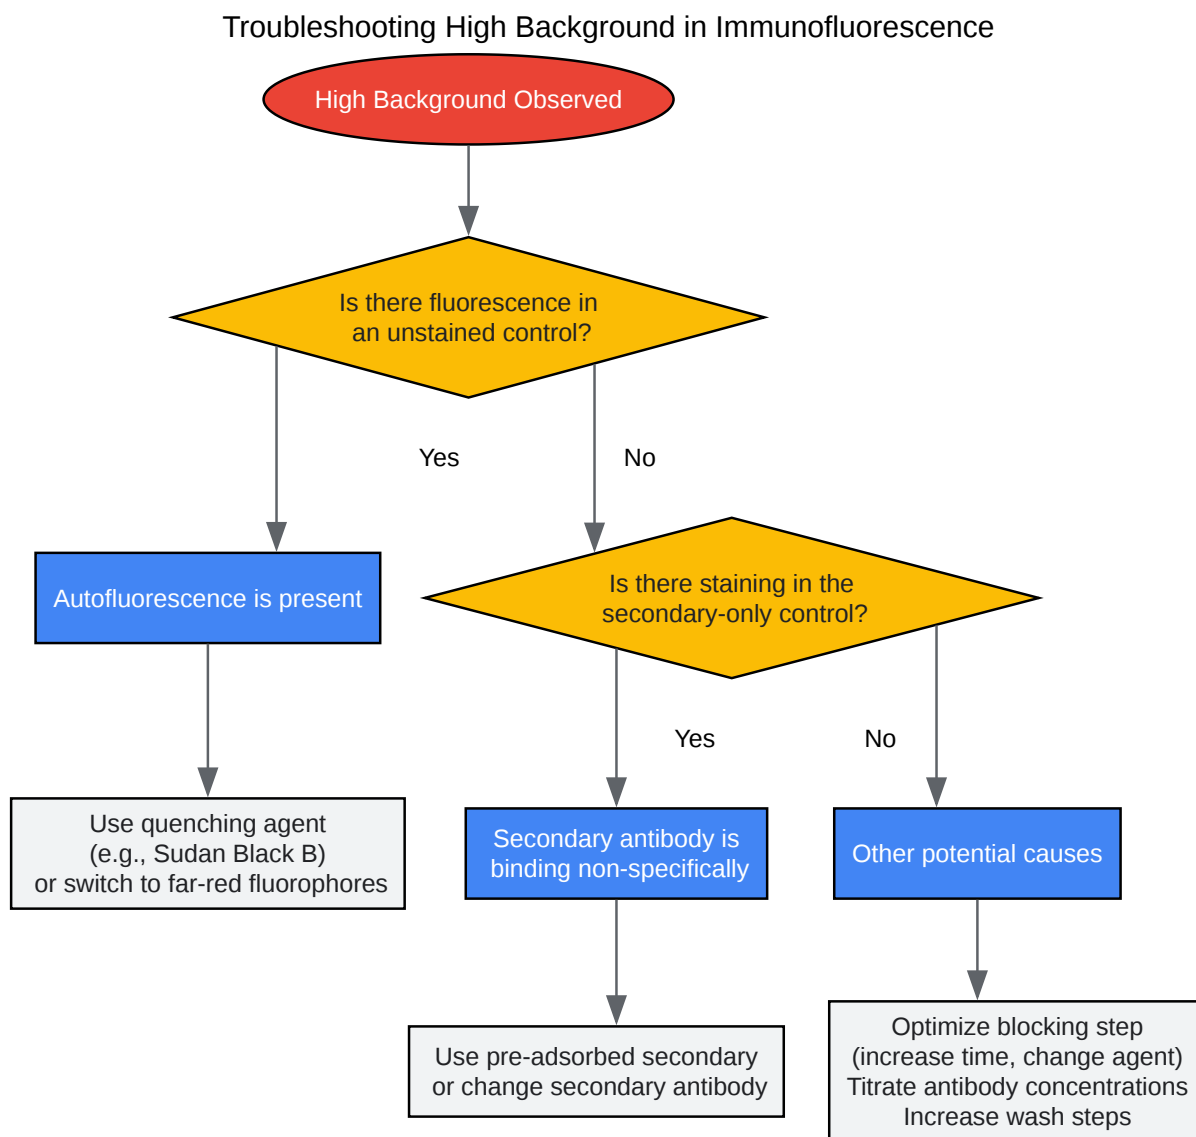 Troubleshooting High Background in Immunofluorescence
High Background Observed
Is there fluorescence in
an unstained control?
Yes
No
Autofluorescence is present
Is there staining in the
secondary-only control?
Yes
No
Use quenching agent
(e.g., Sudan Black B)
or switch to far-red fluorophores
Secondary antibody is
binding non-specifically
Other potential causes
Use pre-adsorbed secondary
or change secondary antibody
Optimize blocking step
(increase time, change agent)
Titrate antibody concentrations
Increase wash steps